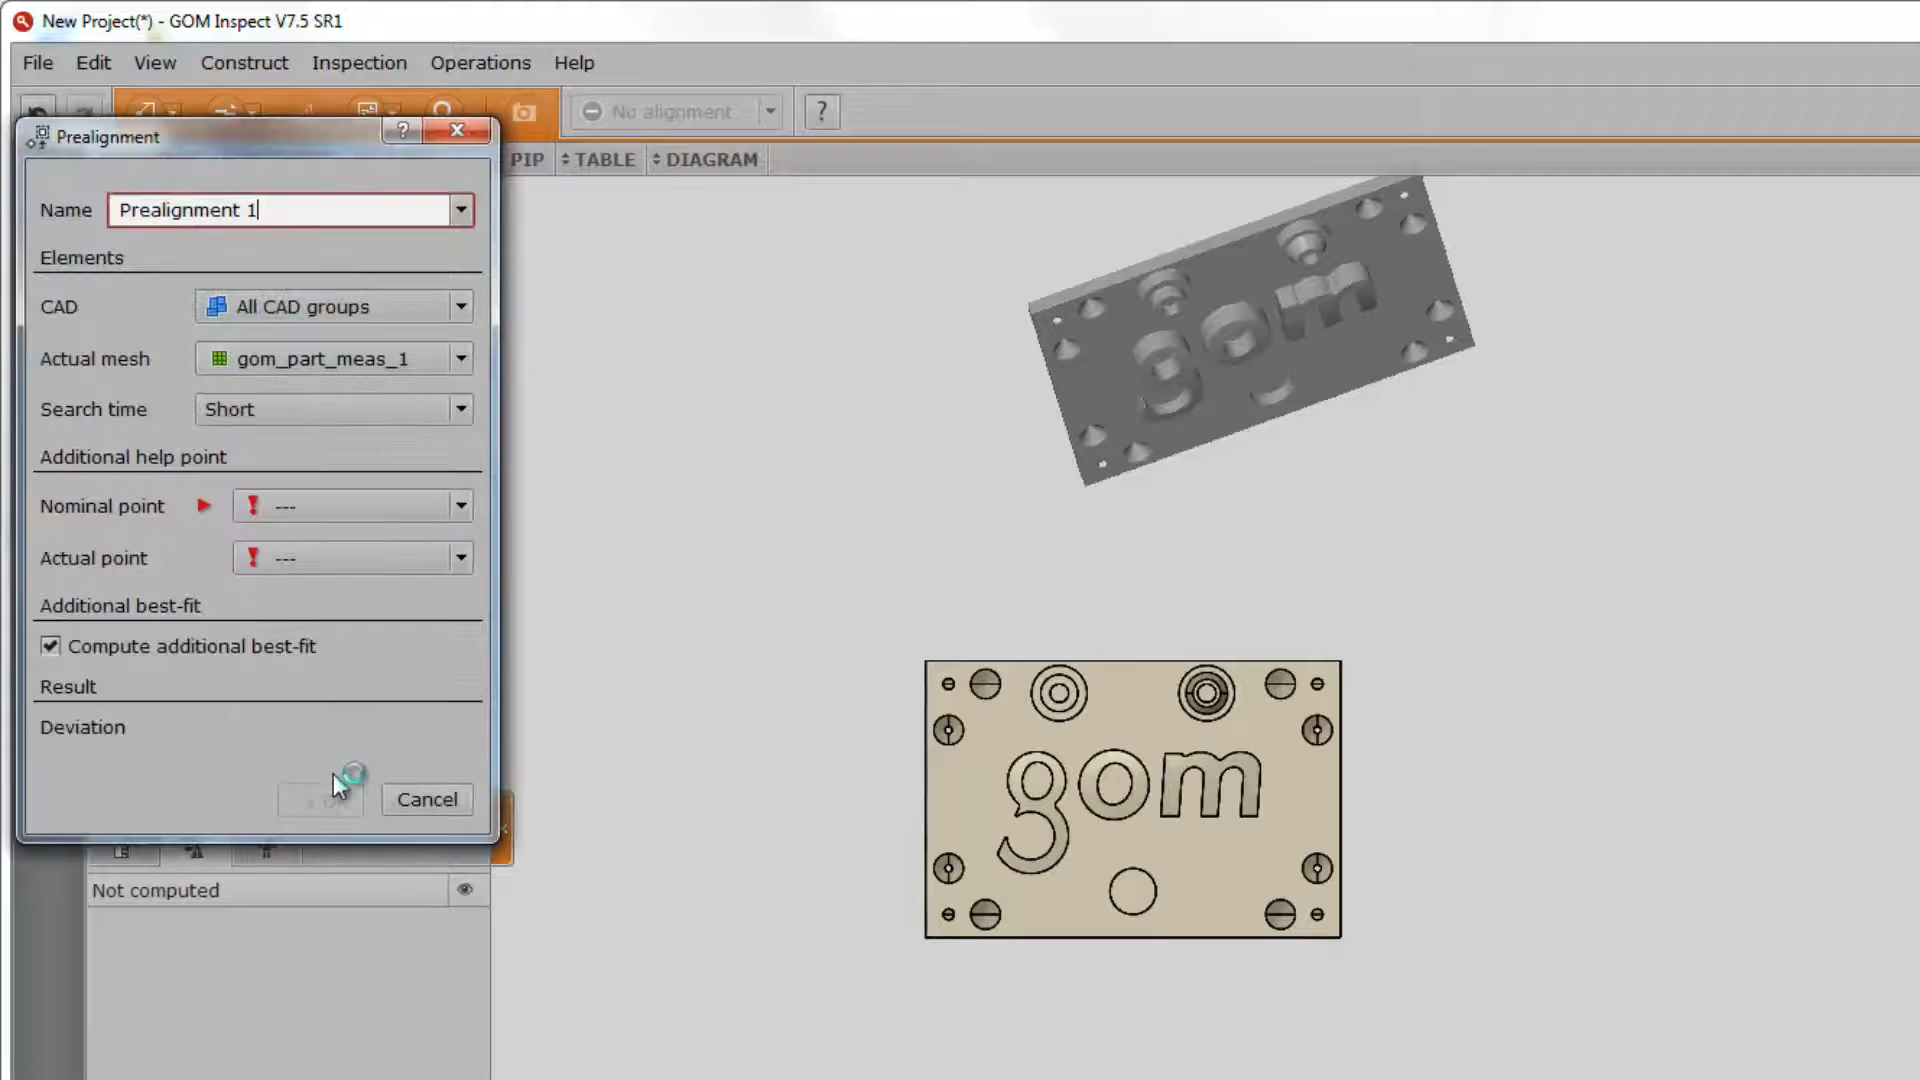 New Project(*) - GOM Inspect V7.5 SR1
File Edit View Construct Inspection Operations Help
No alignment ?
Prealignment ?
PIP TABLE DIAGRAM
Name Prealignment 1
Elements
CAD All CAD groups
Actual mesh gom_part_meas_1
Search time Short
Additional help point
Nominal point ---
Actual point ---
Additional best-fit
Compute additional best-fit
Result
Deviation
Cancel
Not computed
gom
gom